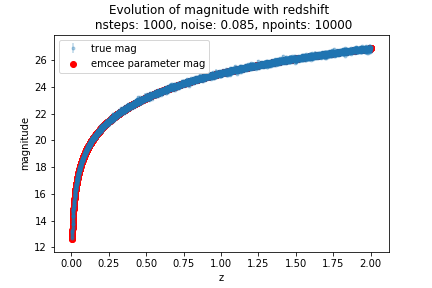 Evolution of magnitude with redshift
nsteps: 1000, noise: 0.085, npoints: 10000
true mag
emcee parameter mag
magnitude
26
24
22
20
18
16
14
12
0.00 0.25 0.50 0.75 1.00 1.25 1.50 1.75 2.00
z